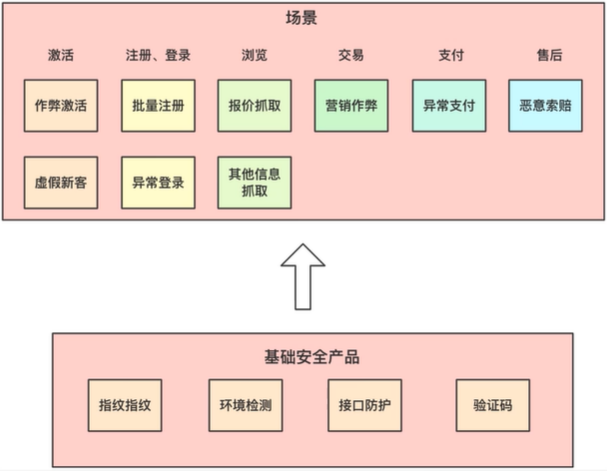 场景
激活
注册、登录
浏览
交易
支付
售后
作弊激活
批量注册
报价抓取
营销作弊
异常支付
恶意索赔
虚假新客
异常登录
其他信息
抓取
基础安全产品
指纹指纹
环境检测
接口防护
验证码